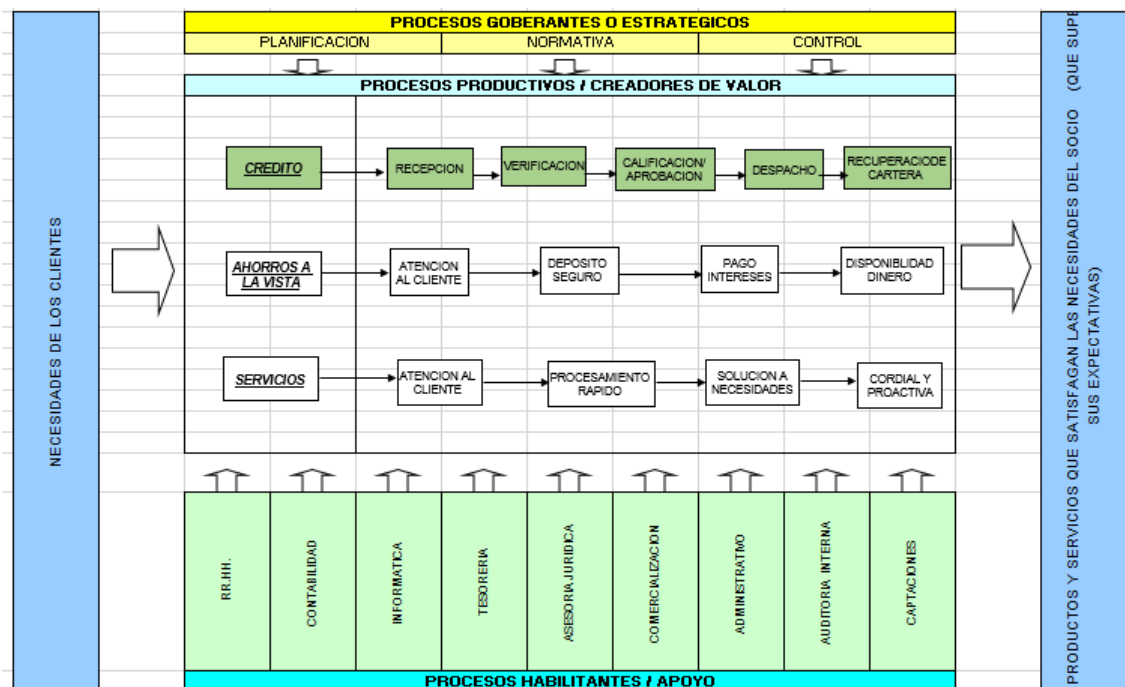 PROCESOS GOBERANTES O ESTRATEGICOS
PLANIFICACION
NORMATIVA
CONTROL
PROCESOS PRODUCTIVOS / CREADORES DE VALOR
NECESIDADES DE LOS CLIENTES
CREDITO
RECEPCION
VERIFICACION
CALIFICACION/
APROBACION
DESPACHO
RECUPERACIODE
CARTERA
AHORROS A
LA VISTA
ATENCION
AL CLIENTE
DEPOSITO
SEGURO
PAGO
INTERESES
DISPONIBLIDAD
DINERO
SERVICIOS
ATENCION AL
CLIENTE
PROCESAMIENTO
RAPIDO
SOLUCION A
NECESIDADES
CORDIAL Y
PROACTIVA
PRODUCTOS Y SERVICIOS QUE SATISFAGAN LAS NECESIDADES DEL SOCIO (QUE SUPE
SUS EXPECTATIVAS)
RR.HH.
CONTABILIDAD
INFORMATICA
TESORERIA
ASESORIA JURIDICA
COMERCIALIZACION
ADMINISTRATIVO
AUDITORIA INTERNA
CAPTACIONES
PROCESOS HABILITANTES / APOYO